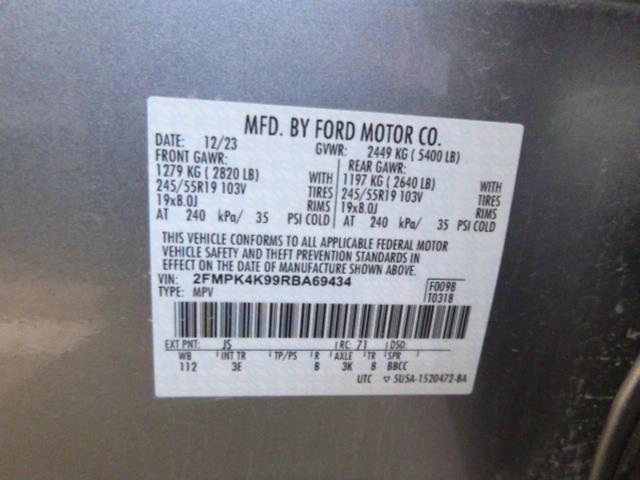 MFD. BY FORD MOTOR CO.
DATE: 12/23 GVWR: 2449 KG ( 5400 LB)
FRONT GAWR: REAR GAWR:
1279 KG ( 2820 LB) WITH 1197 KG ( 2640 LB) WITH
245/55R19 103V TIRES 245/55R19 103V TIRES
19x8.0J RIMS 19x8.0J RIMS
AT 240 kPa/ 35 PSI COLD AT 240 kPa/ 35 PSI COLD
THIS VEHICLE CONFORMS TO ALL APPLICABLE FEDERAL MOTOR
VEHICLE SAFETY AND THEFT PREVENTION STANDARDS IN
EFFECT ON THE DATE OF MANUFACTURE SHOWN ABOVE.
VIN: 2FMPK4K99RBA69434 F0098
TYPE: MPV T0318
EXT PNT: JS RC: 71 DSO:
WB INT TR TP/PS R AXLE TR SPR
112 3E B 3K 8 BBCC
UTC ▽ SU5A-1520472-BA